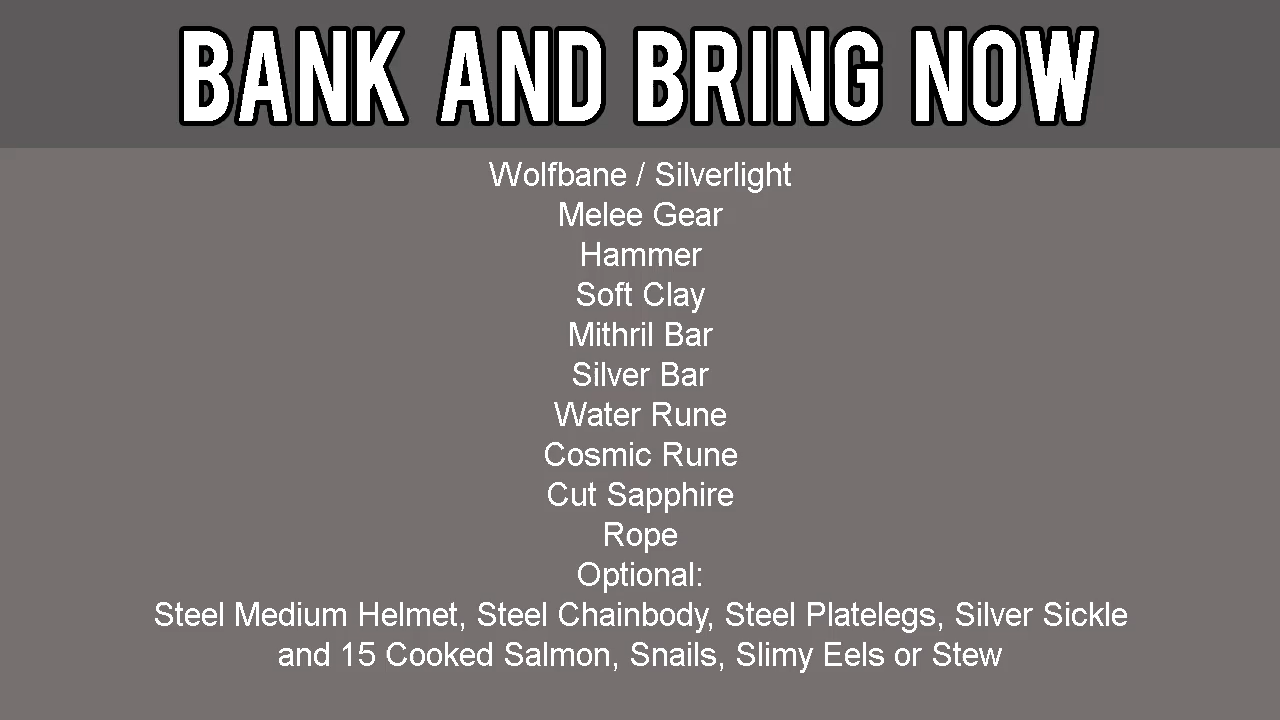 BANK AND BRING NOW
Wolfbane / Silverlight
Melee Gear
Hammer
Soft Clay
Mithril Bar
Silver Bar
Water Rune
Cosmic Rune
Cut Sapphire
Rope
Optional:
Steel Medium Helmet, Steel Chainbody, Steel Platelegs, Silver Sickle
and 15 Cooked Salmon, Snails, Slimy Eels or Stew